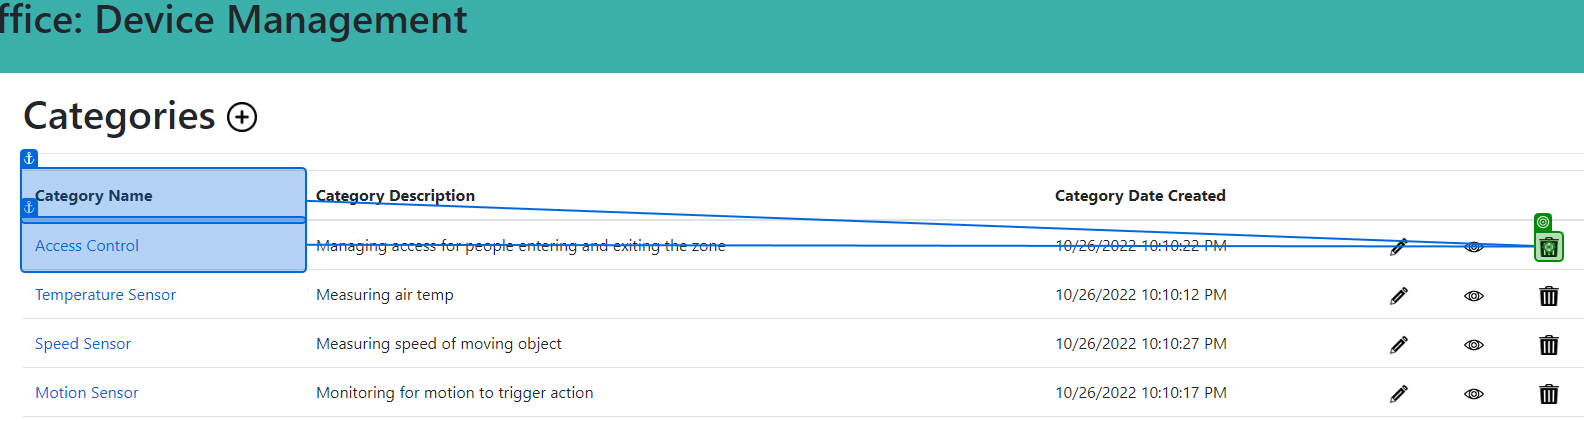 ffice: Device Management
Categories
Category Name Category Description Category Date Created
Access Control Managing access for people entering and exiting the zone 10/26/2022 10:10:22 PM
Temperature Sensor Measuring air temp 10/26/2022 10:10:12 PM
Speed Sensor Measuring speed of moving object 10/26/2022 10:10:27 PM
Motion Sensor Monitoring for motion to trigger action 10/26/2022 10:10:17 PM